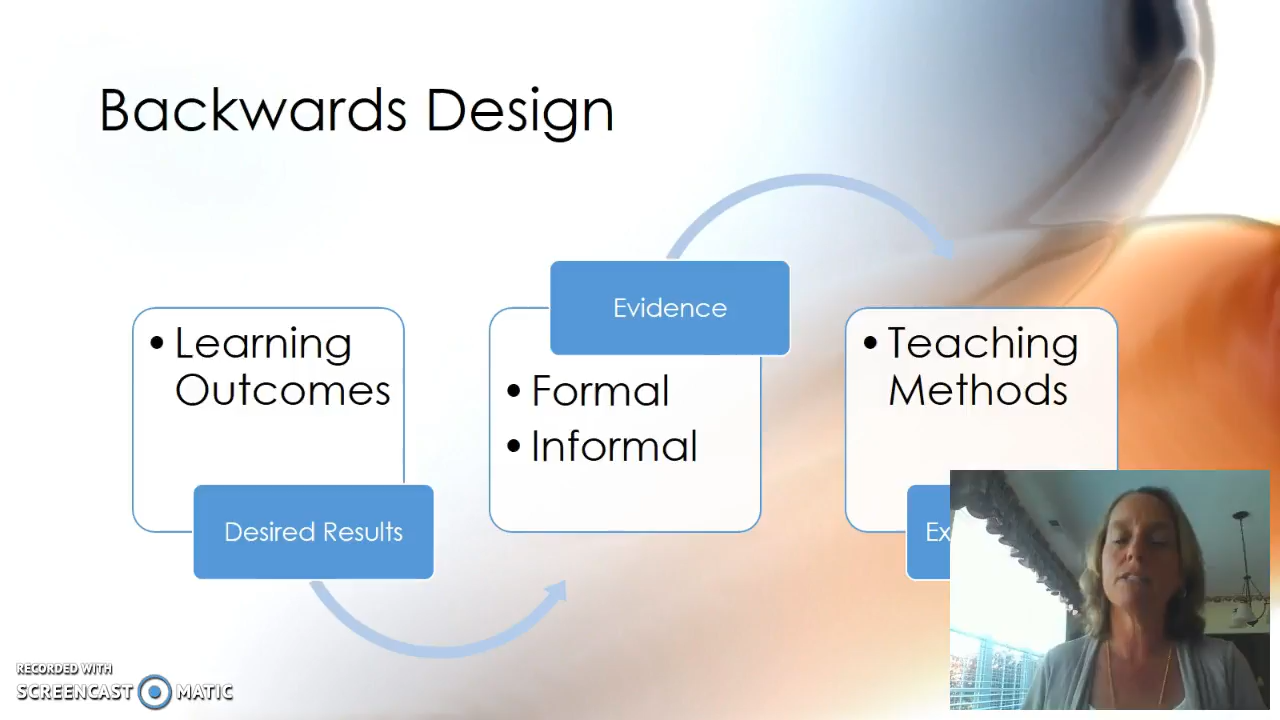 Backwards Design
• Learning
Outcomes
Desired Results
Evidence
• Formal
• Informal
• Teaching
Methods
RECORDED WITH
SCREENCAST MATIC